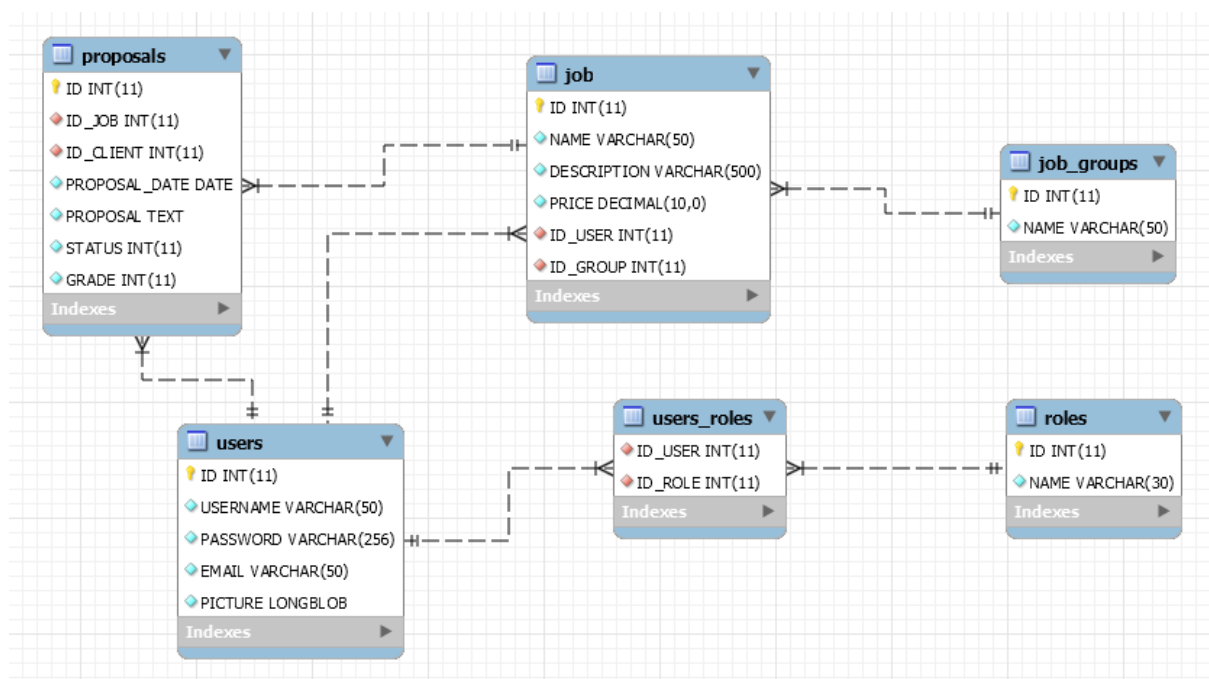 proposals
ID INT(11)
ID_JOB INT(11)
ID_CLIENT INT(11)
PROPOSAL_DATE DATE
PROPOSAL TEXT
STATUS INT(11)
GRADE INT(11)
Indexes
job
ID INT(11)
NAME VARCHAR(50)
DESCRIPTION VARCHAR(500)
PRICE DECIMAL(10,0)
ID_USER INT(11)
ID_GROUP INT(11)
Indexes
job_groups
ID INT(11)
NAME VARCHAR(50)
Indexes
users
ID INT(11)
USERNAME VARCHAR(50)
PASSWORD VARCHAR(256)
EMAIL VARCHAR(50)
PICTURE LONGBLOB
Indexes
users_roles
ID_USER INT(11)
ID_ROLE INT(11)
Indexes
roles
ID INT(11)
NAME VARCHAR(30)
Indexes